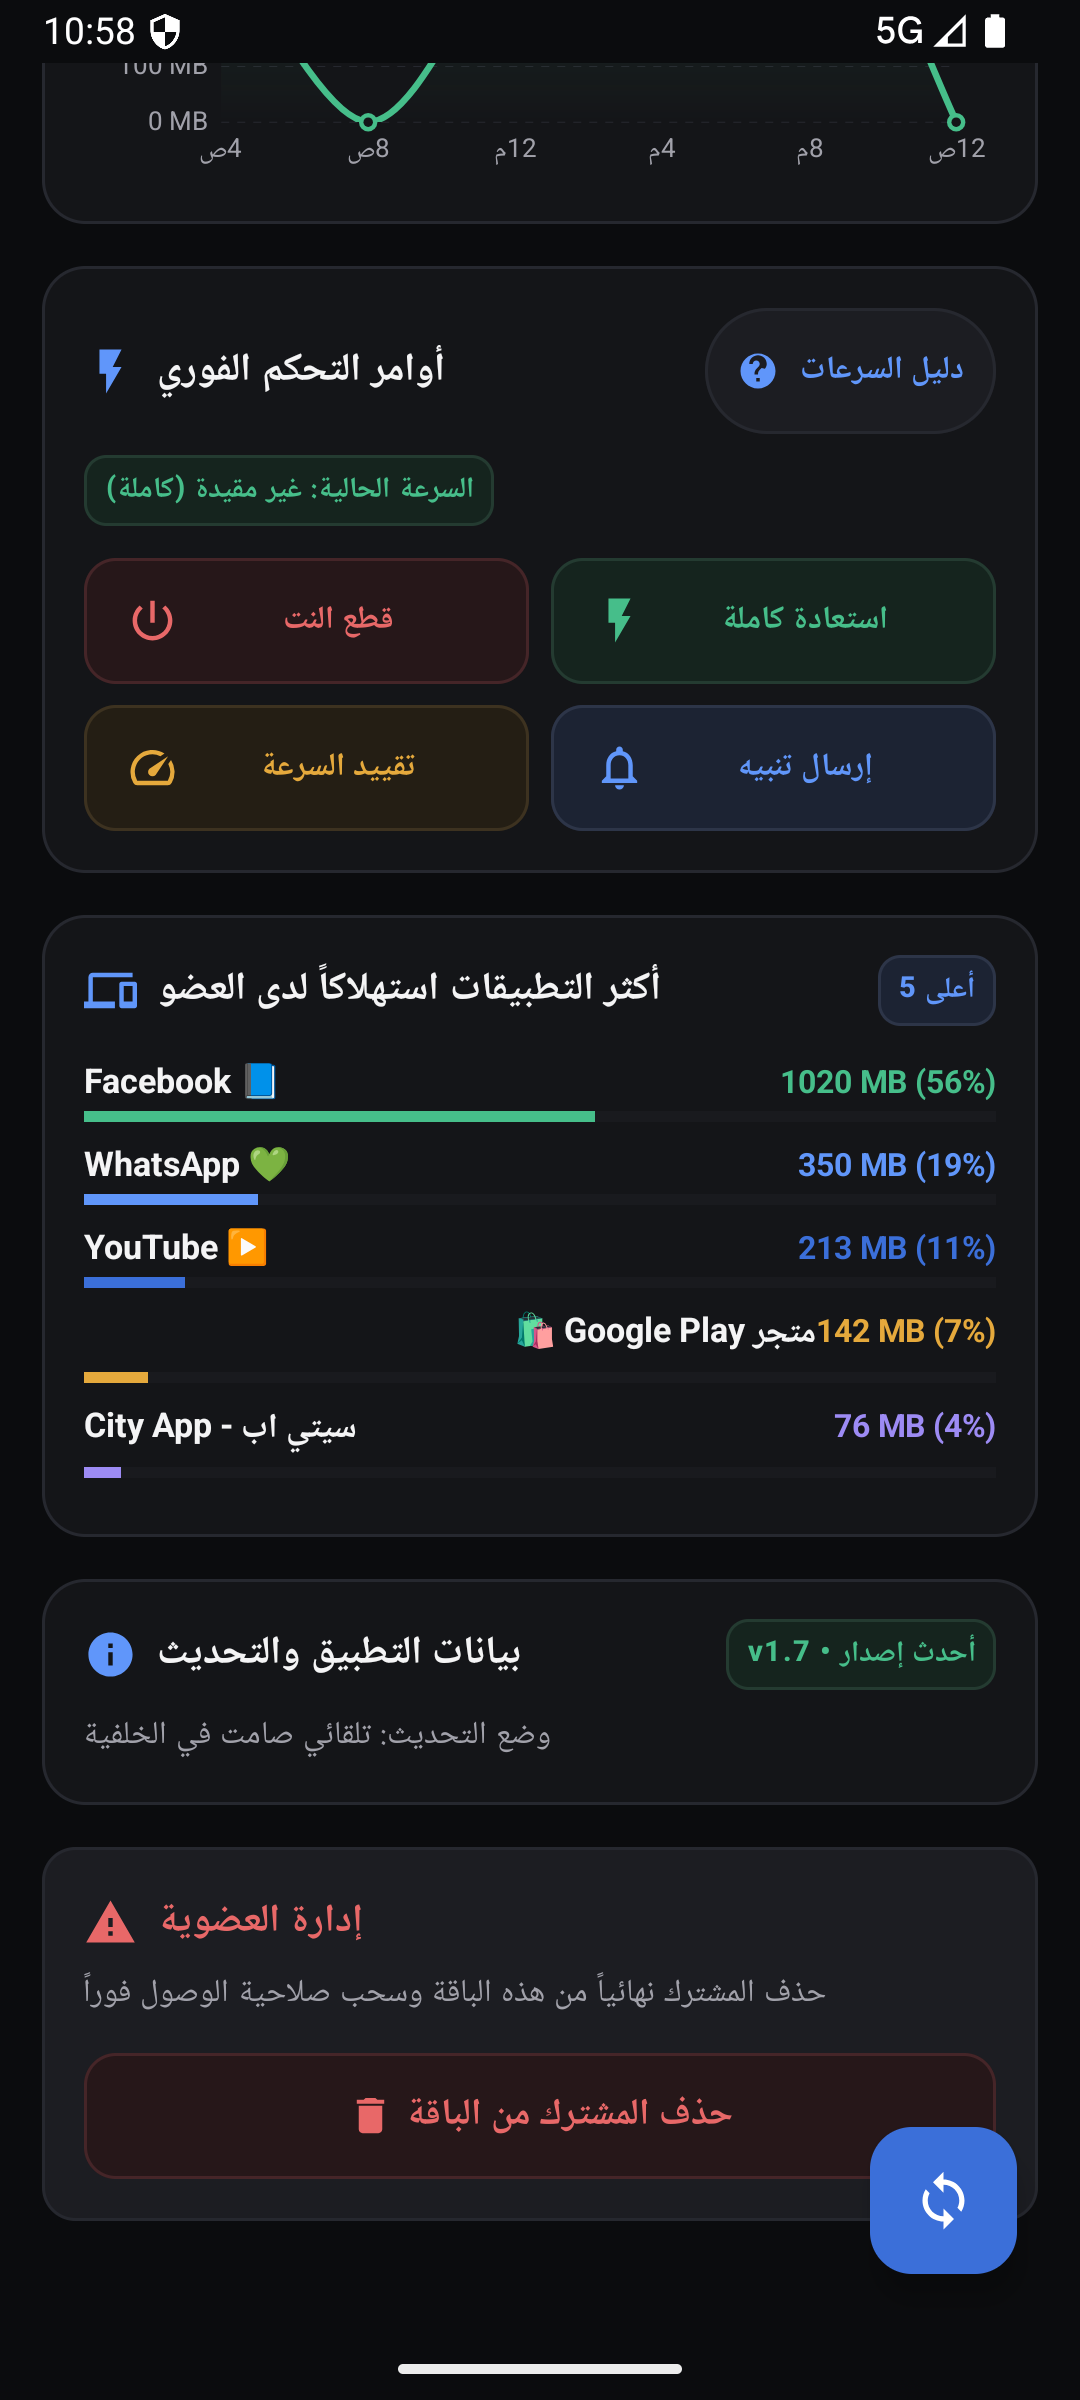 10:58
5G
100 MB
0 MB
4ص 8ص 12م 4م 8م 12ص
أوامر التحكم الفوري
دليل السرعات
السرعة الحالية: غير مقيدة (كاملة)
قطع النت
استعادة كاملة
تقييد السرعة
إرسال تنبيه
أكثر التطبيقات استهلاكاً لدى العضو
أعلى 5
Facebook 📘 1020 MB (56%)
WhatsApp 💚 350 MB (19%)
YouTube ▶️ 213 MB (11%)
متجر Google Play 🛍️ 142 MB (7%)
City App - سيتي اب 76 MB (4%)
بيانات التطبيق والتحديث
أحدث إصدار • v1.7
وضع التحديث: تلقائي صامت في الخلفية
إدارة العضوية
حذف المشترك نهائياً من هذه الباقة وسحب صلاحية الوصول فوراً
حذف المشترك من الباقة